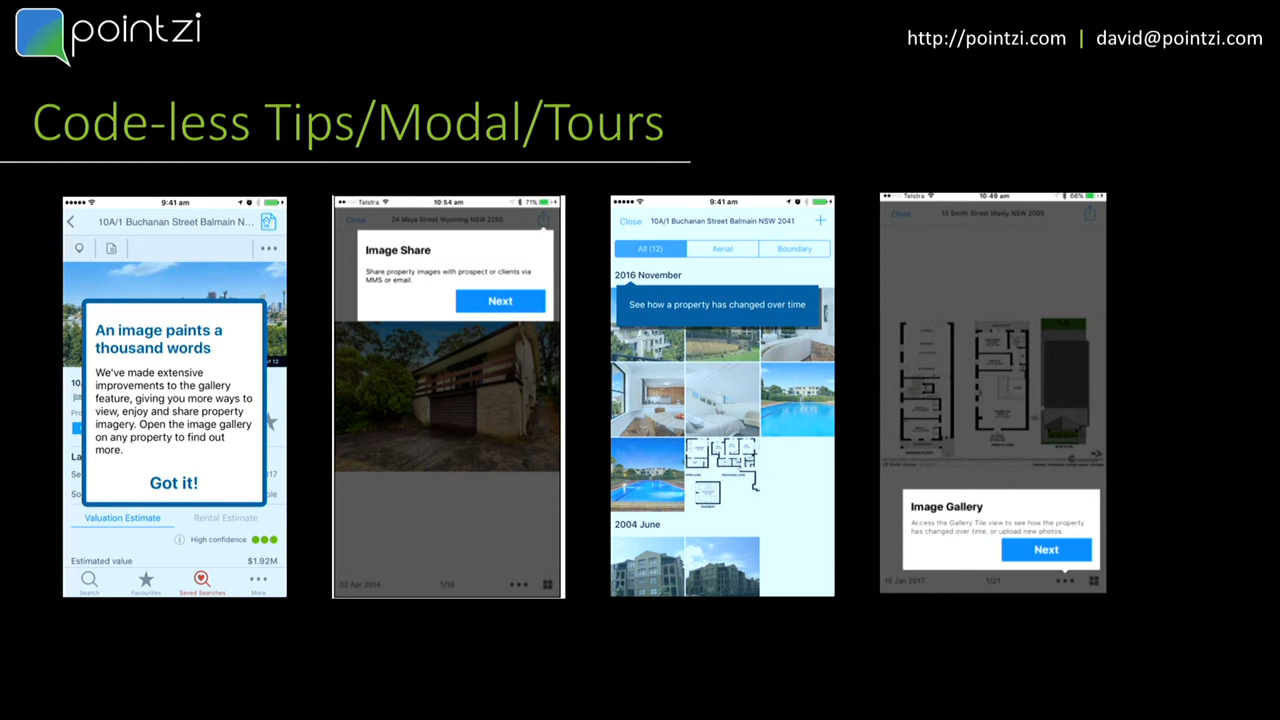 pointzi
http://pointzi.com | david@pointzi.com
Code-less Tips/Modal/Tours
9:41 am
10A/1 Buchanan Street Balmain N...
An image paints a
thousand words
We've made extensive
improvements to the gallery
feature, giving you more ways to
view, enjoy and share property
imagery. Open the image gallery
on any property to find out
more.
Got it!
Valuation Estimate
Rental Estimate
High confidence
Estimated value
$1.92M
Search
Favourites
Saved Searches
More
Telstra
10:54 am
71%
Close
24 Maya Street Wyoming NSW 2250
Image Share
Share property images with prospect or clients via
MMS or email.
Next
02 Apr 2014
1/18
9:41 am
Close
10A/1 Buchanan Street Balmain NSW 2041
All (12)
Aerial
Boundary
2016 November
See how a property has changed over time
2004 June
Telstra
10:49 am
66%
Close
13 Smith Street Manly NSW 2095
Image Gallery
Access the Gallery Tile view to see how the property
has changed over time, or upload new photos.
Next
18 Jan 2017
1/21